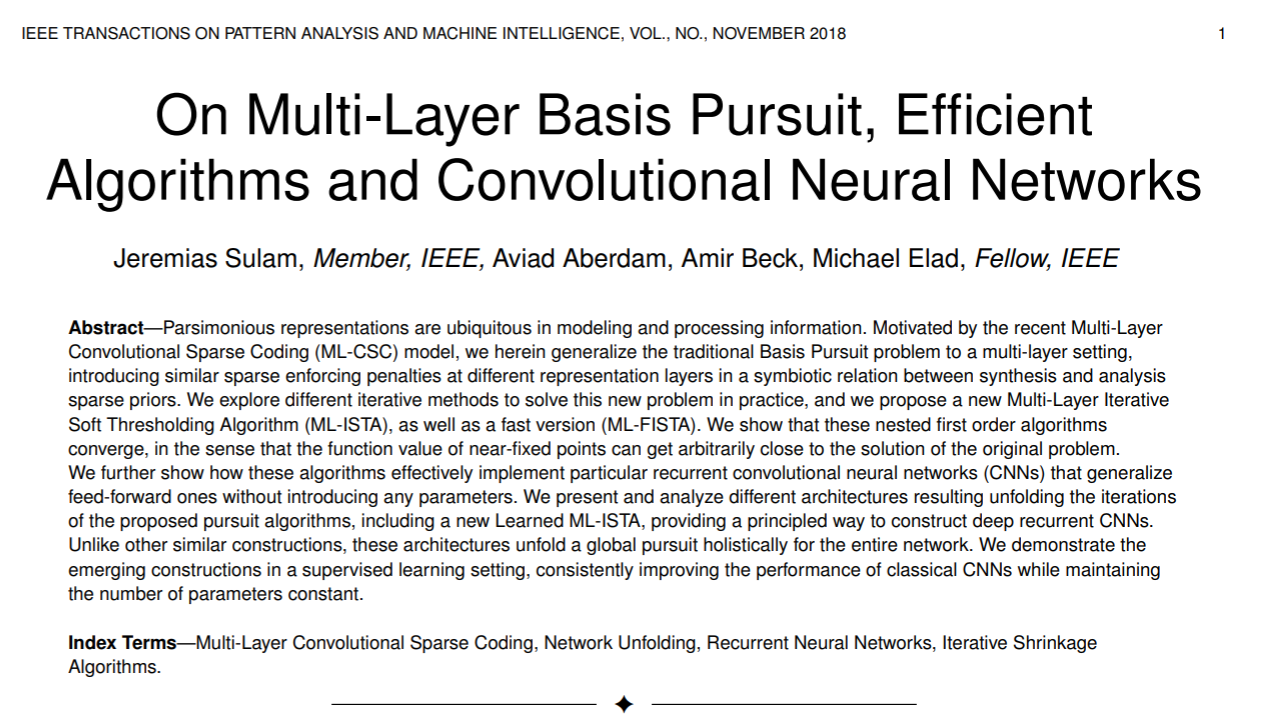 IEEE TRANSACTIONS ON PATTERN ANALYSIS AND MACHINE INTELLIGENCE, VOL., NO., NOVEMBER 2018 1
On Multi-Layer Basis Pursuit, Efficient
Algorithms and Convolutional Neural Networks
Jeremias Sulam, Member, IEEE, Aviad Aberdam, Amir Beck, Michael Elad, Fellow, IEEE
Abstract—Parsimonious representations are ubiquitous in modeling and processing information. Motivated by the recent Multi-Layer
Convolutional Sparse Coding (ML-CSC) model, we herein generalize the traditional Basis Pursuit problem to a multi-layer setting,
introducing similar sparse enforcing penalties at different representation layers in a symbiotic relation between synthesis and analysis
sparse priors. We explore different iterative methods to solve this new problem in practice, and we propose a new Multi-Layer Iterative
Soft Thresholding Algorithm (ML-ISTA), as well as a fast version (ML-FISTA). We show that these nested first order algorithms
converge, in the sense that the function value of near-fixed points can get arbitrarily close to the solution of the original problem.
We further show how these algorithms effectively implement particular recurrent convolutional neural networks (CNNs) that generalize
feed-forward ones without introducing any parameters. We present and analyze different architectures resulting unfolding the iterations
of the proposed pursuit algorithms, including a new Learned ML-ISTA, providing a principled way to construct deep recurrent CNNs.
Unlike other similar constructions, these architectures unfold a global pursuit holistically for the entire network. We demonstrate the
emerging constructions in a supervised learning setting, consistently improving the performance of classical CNNs while maintaining
the number of parameters constant.
Index Terms—Multi-Layer Convolutional Sparse Coding, Network Unfolding, Recurrent Neural Networks, Iterative Shrinkage
Algorithms.